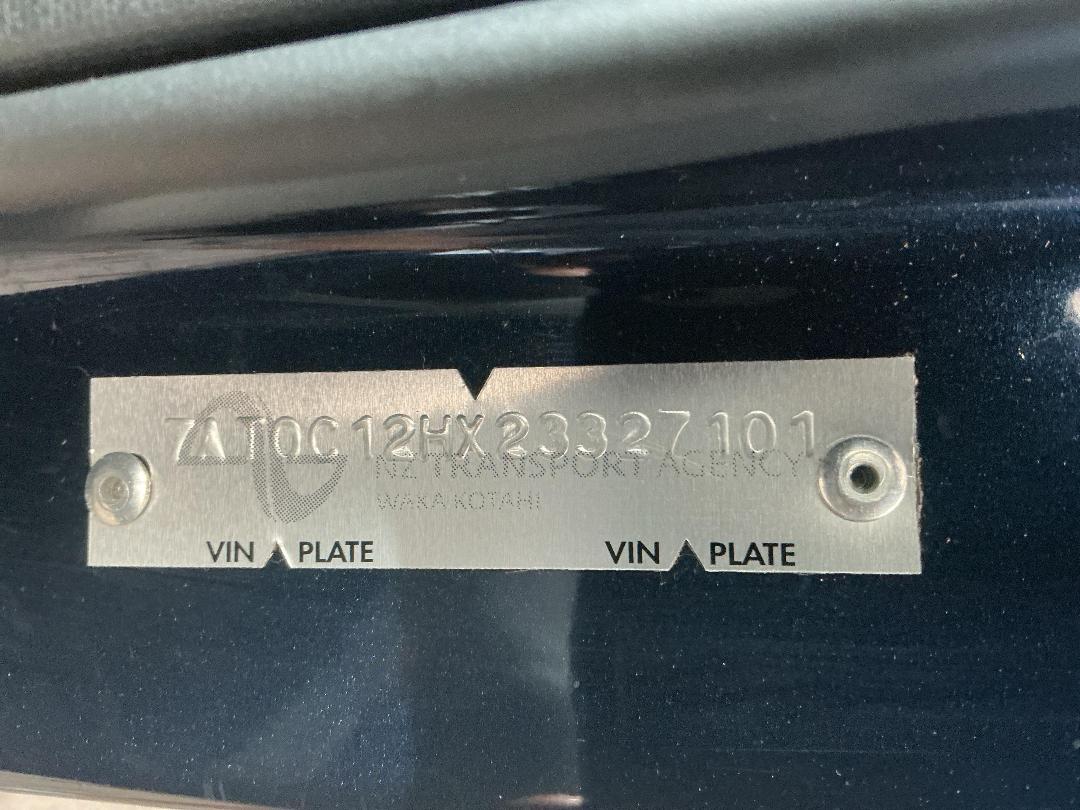 7AT0C12HX23327101
NZ TRANSPORT AGENCY
WAKA KOTAHI
VIN PLATE VIN PLATE